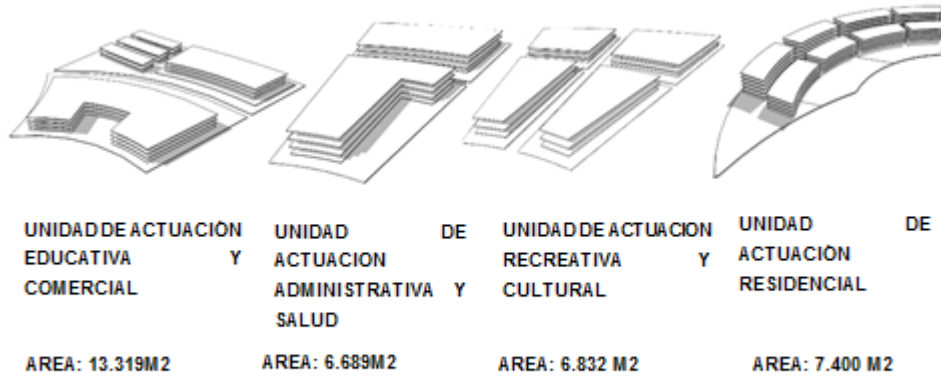 UNIDAD DE ACTUACIÓN
EDUCATIVA Y
COMERCIAL
AREA: 13.319M2
UNIDAD DE
ACTUACION
ADMINISTRATIVA Y
SALUD
AREA: 6.689M2
UNIDAD DE ACTUACION
RECREATIVA Y
CULTURAL
AREA: 6.832 M2
UNIDAD DE
ACTUACIÓN
RESIDENCIAL
AREA: 7.400 M2